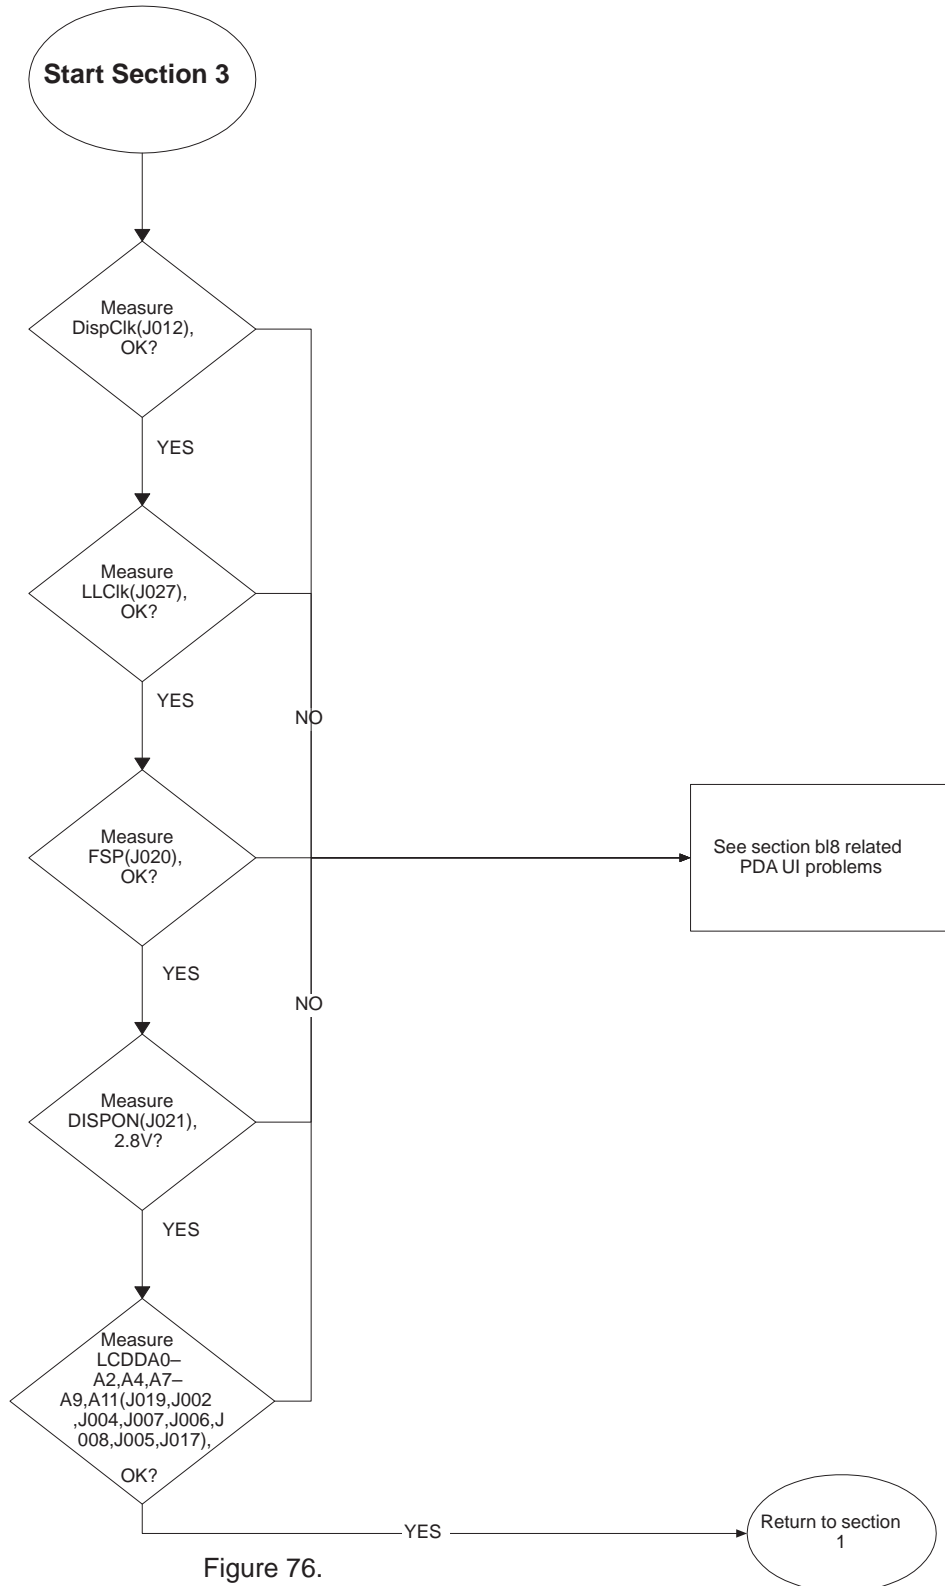 Start Section 3
Measure
DispClk(J012),
OK?
YES
Measure
LLClk(J027),
OK?
YES
NO
Measure
FSP(J020),
OK?
See section bl8 related
PDA UI problems
YES
NO
Measure
DISPON(J021),
2.8V?
YES
Measure
LCDDA0–
A2,A4,A7–
A9,A11(J019,J002
,J004,J007,J006,J
008,J005,J017),
OK?
YES
Return to section
1
Figure 76.